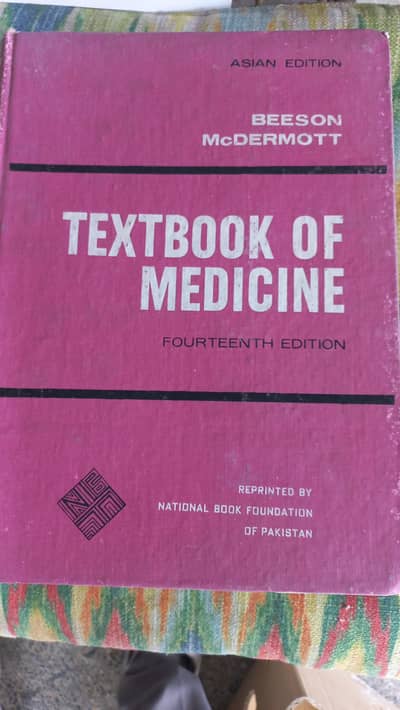 ASIAN EDITION
BEESON
McDERMOTT
TEXTBOOK OF
MEDICINE
FOURTEENTH EDITION
REPRINTED BY
NATIONAL BOOK FOUNDATION
OF PAKISTAN